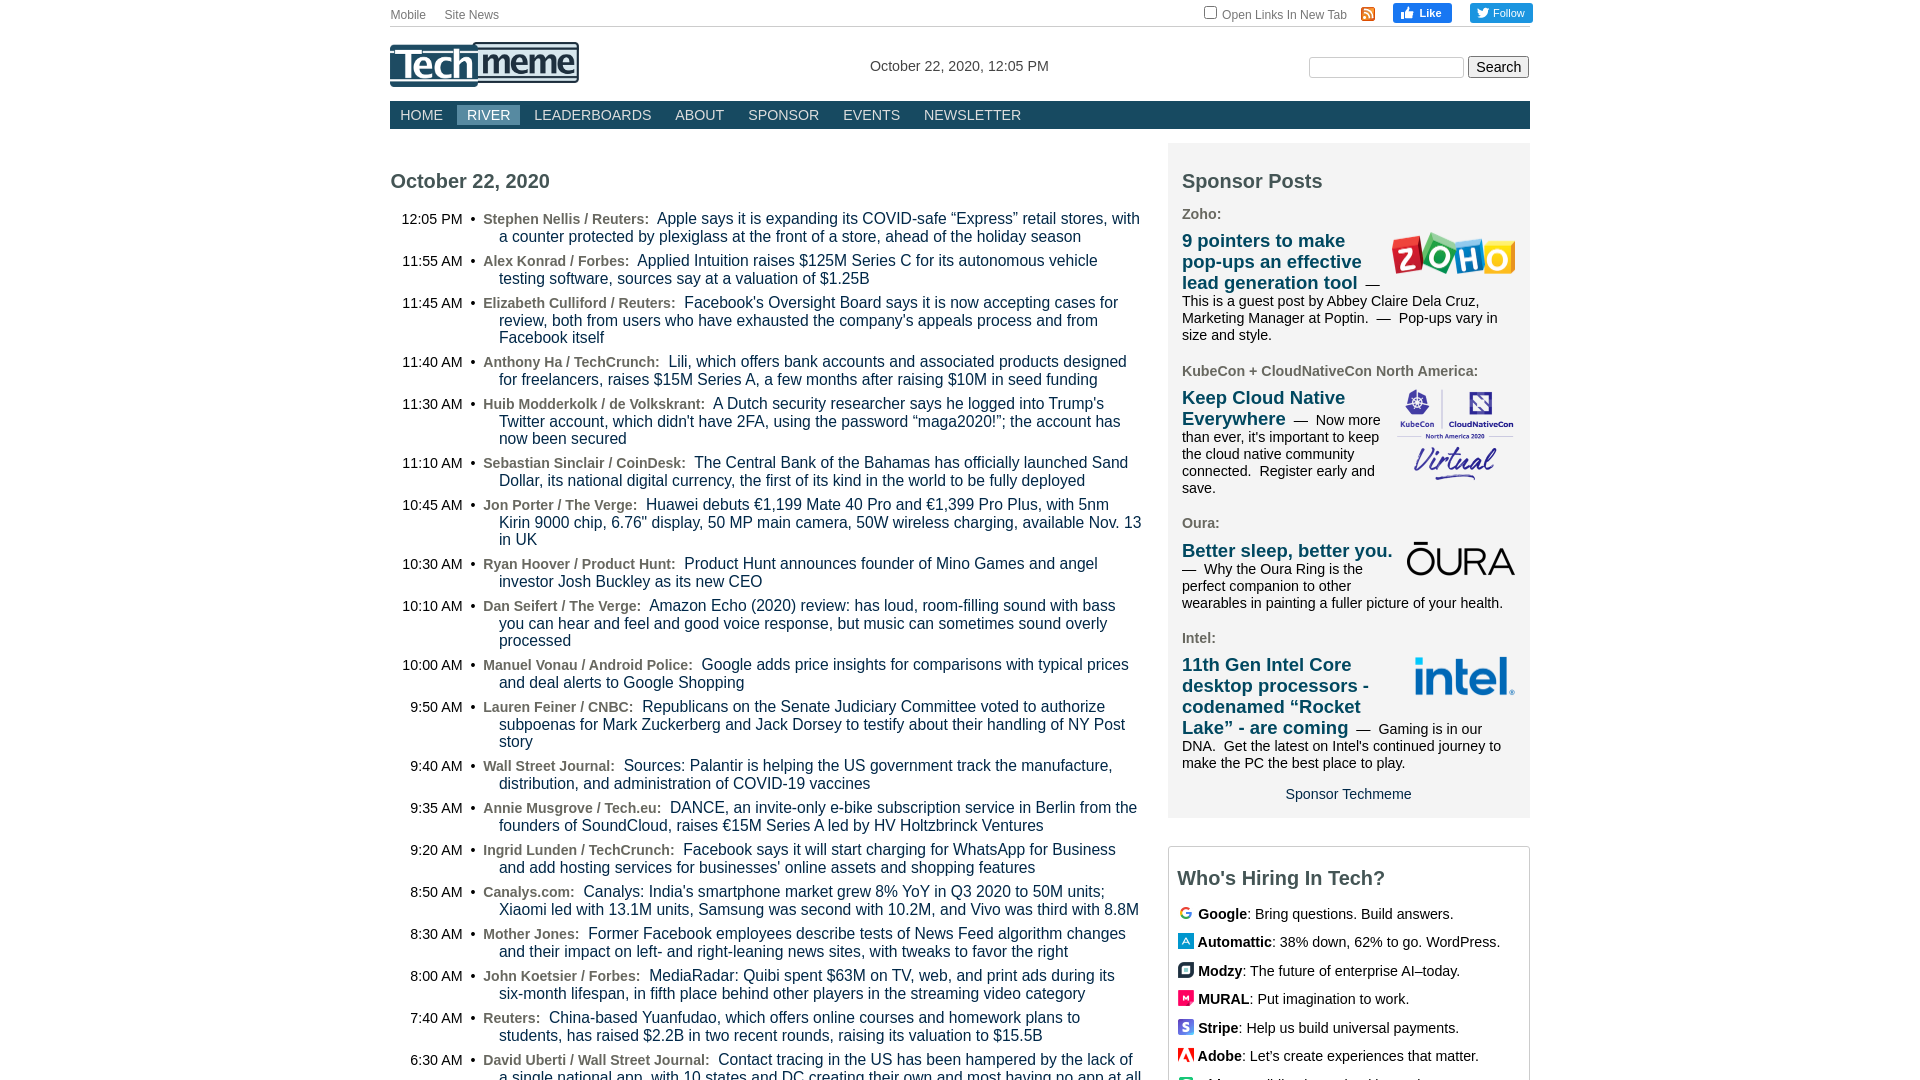 Mobile Site News Open Links In New Tab Like Follow
Techmeme
October 22, 2020, 12:05 PM
Search
HOME RIVER LEADERBOARDS ABOUT SPONSOR EVENTS NEWSLETTER
October 22, 2020
12:05 PM • Stephen Nellis / Reuters: Apple says it is expanding its COVID-safe “Express” retail stores, with
a counter protected by plexiglass at the front of a store, ahead of the holiday season
11:55 AM • Alex Konrad / Forbes: Applied Intuition raises $125M Series C for its autonomous vehicle
testing software, sources say at a valuation of $1.25B
11:45 AM • Elizabeth Culliford / Reuters: Facebook's Oversight Board says it is now accepting cases for
review, both from users who have exhausted the company's appeals process and from
Facebook itself
11:40 AM • Anthony Ha / TechCrunch: Lili, which offers bank accounts and associated products designed
for freelancers, raises $15M Series A, a few months after raising $10M in seed funding
11:30 AM • Huib Modderkolk / de Volkskrant: A Dutch security researcher says he logged into Trump's
Twitter account, which didn't have 2FA, using the password “maga2020!”; the account has
now been secured
11:10 AM • Sebastian Sinclair / CoinDesk: The Central Bank of the Bahamas has officially launched Sand
Dollar, its national digital currency, the first of its kind in the world to be fully deployed
10:45 AM • Jon Porter / The Verge: Huawei debuts €1,199 Mate 40 Pro and €1,399 Pro Plus, with 5nm
Kirin 9000 chip, 6.76" display, 50 MP main camera, 50W wireless charging, available Nov. 13
in UK
10:30 AM • Ryan Hoover / Product Hunt: Product Hunt announces founder of Mino Games and angel
investor Josh Buckley as its new CEO
10:10 AM • Dan Seifert / The Verge: Amazon Echo (2020) review: has loud, room-filling sound with bass
you can hear and feel and good voice response, but music can sometimes sound overly
processed
10:00 AM • Manuel Vonau / Android Police: Google adds price insights for comparisons with typical prices
and deal alerts to Google Shopping
9:50 AM • Lauren Feiner / CNBC: Republicans on the Senate Judiciary Committee voted to authorize
subpoenas for Mark Zuckerberg and Jack Dorsey to testify about their handling of NY Post
story
9:40 AM • Wall Street Journal: Sources: Palantir is helping the US government track the manufacture,
distribution, and administration of COVID-19 vaccines
9:35 AM • Annie Musgrove / Tech.eu: DANCE, an invite-only e-bike subscription service in Berlin from the
founders of SoundCloud, raises €15M Series A led by HV Holtzbrinck Ventures
9:20 AM • Ingrid Lunden / TechCrunch: Facebook says it will start charging for WhatsApp for Business
and add hosting services for businesses' online assets and shopping features
8:50 AM • Canalys.com: Canalys: India's smartphone market grew 8% YoY in Q3 2020 to 50M units;
Xiaomi led with 13.1M units, Samsung was second with 10.2M, and Vivo was third with 8.8M
8:30 AM • Mother Jones: Former Facebook employees describe tests of News Feed algorithm changes
and their impact on left- and right-leaning news sites, with tweaks to favor the right
8:00 AM • John Koetsier / Forbes: MediaRadar: Quibi spent $63M on TV, web, and print ads during its
six-month lifespan, in fifth place behind other players in the streaming video category
7:40 AM • Reuters: China-based Yuanfudao, which offers online courses and homework plans to
students, has raised $2.2B in two recent rounds, raising its valuation to $15.5B
6:30 AM • David Uberti / Wall Street Journal: Contact tracing in the US has been hampered by the lack of
a single national app, with 10 states and DC creating their own and most having no app at all
Sponsor Posts
Zoho:
9 pointers to make
pop-ups an effective
lead generation tool —
ZOHO
This is a guest post by Abbey Claire Dela Cruz,
Marketing Manager at Poptin. — Pop-ups vary in
size and style.
KubeCon + CloudNativeCon North America:
Keep Cloud Native
Everywhere — Now more
than ever, it's important to keep
the cloud native community
connected. Register early and
save.
KubeCon CloudNativeCon
North America 2020
Virtual
Oura:
Better sleep, better you.
ŌURA
— Why the Oura Ring is the
perfect companion to other
wearables in painting a fuller picture of your health.
Intel:
11th Gen Intel Core
desktop processors -
codenamed “Rocket
Lake” - are coming — Gaming is in our
intel®
DNA. Get the latest on Intel's continued journey to
make the PC the best place to play.
Sponsor Techmeme
Who's Hiring In Tech?
Google: Bring questions. Build answers.
Automattic: 38% down, 62% to go. WordPress.
Modzy: The future of enterprise AI–today.
MURAL: Put imagination to work.
Stripe: Help us build universal payments.
Adobe: Let’s create experiences that matter.